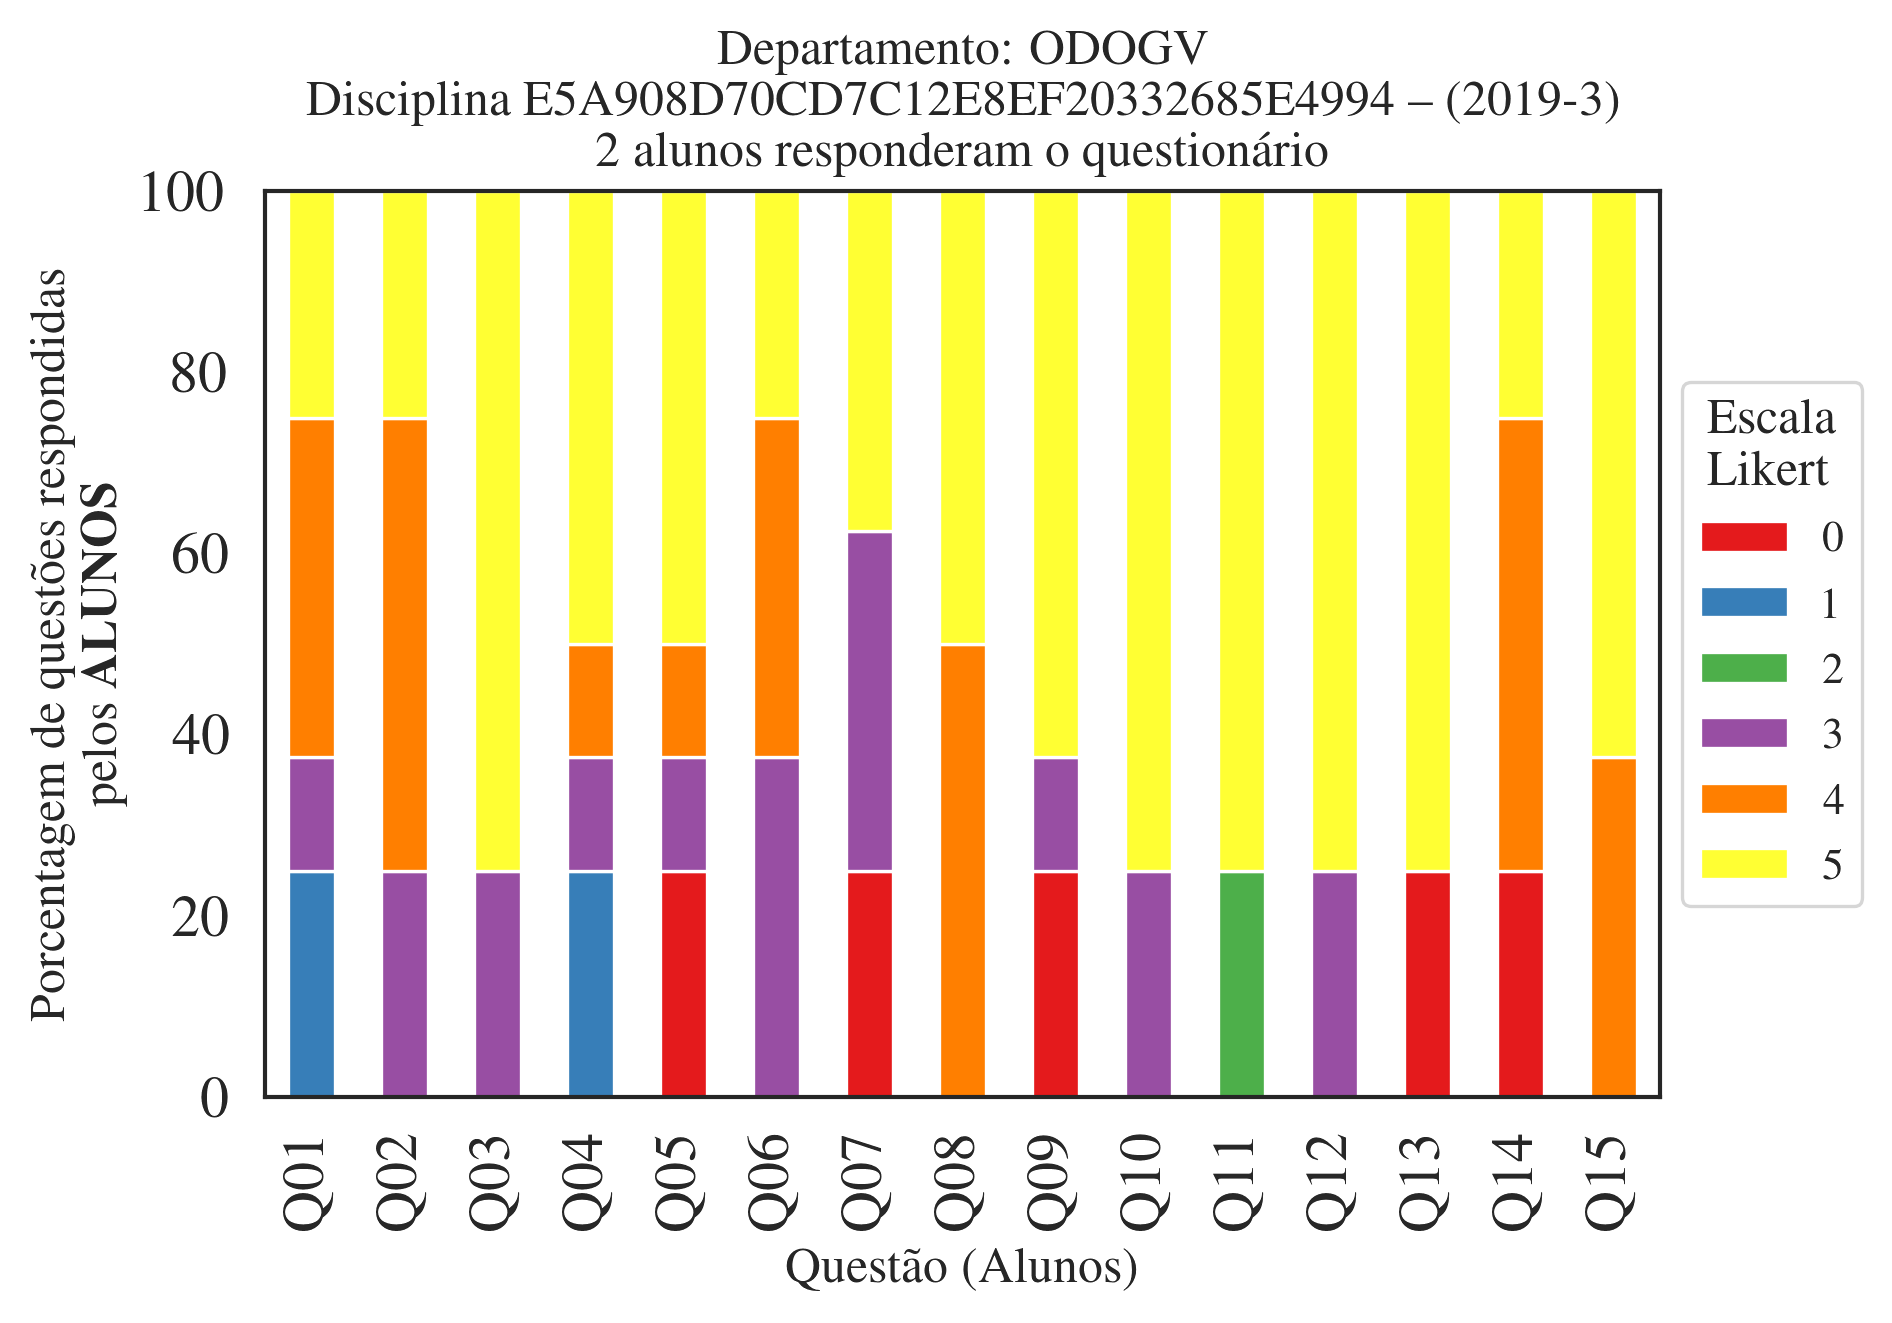 Departamento: ODOGV
Disciplina E5A908D70CD7C12E8EF20332685E4994 – (2019-3)
2 alunos responderam o questionário
Porcentagem de questões respondidas
pelos ALUNOS
100
80
60
40
20
0
Q01
Q02
Q03
Q04
Q05
Q06
Q07
Q08
Q09
Q10
Q11
Q12
Q13
Q14
Q15
Questão (Alunos)
Escala
Likert
0
1
2
3
4
5